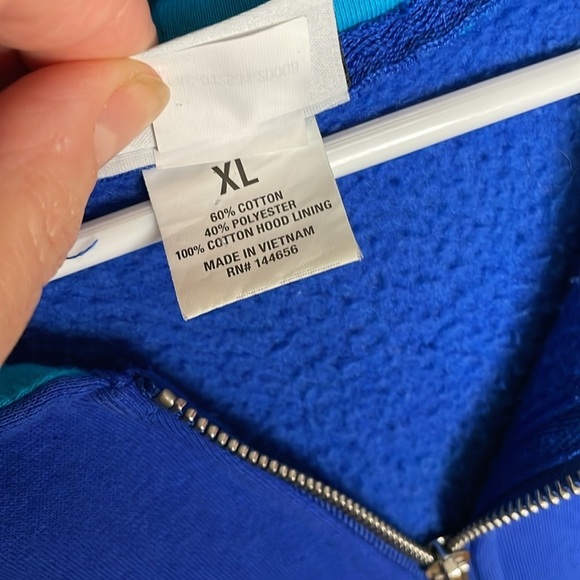 XL
60% COTTON
40% POLYESTER
100% COTTON HOOD LINING
MADE IN VIETNAM
RN# 144656